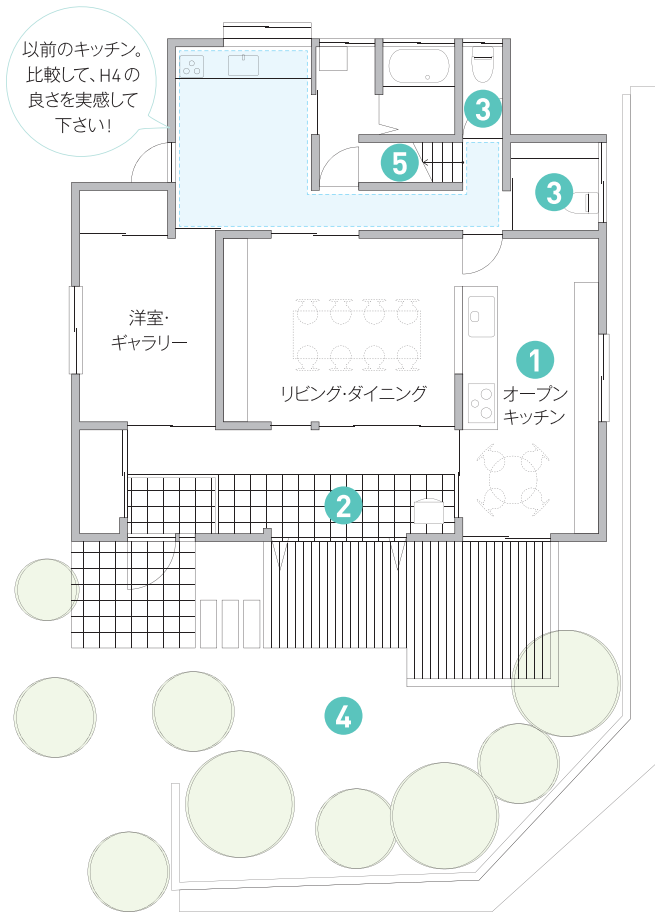 以前のキッチン。
比較して、H4の
良さを実感して
下さい！
3
5
3
洋室・
ギャラリー
リビング・ダイニング
1
オープン
キッチン
2
4